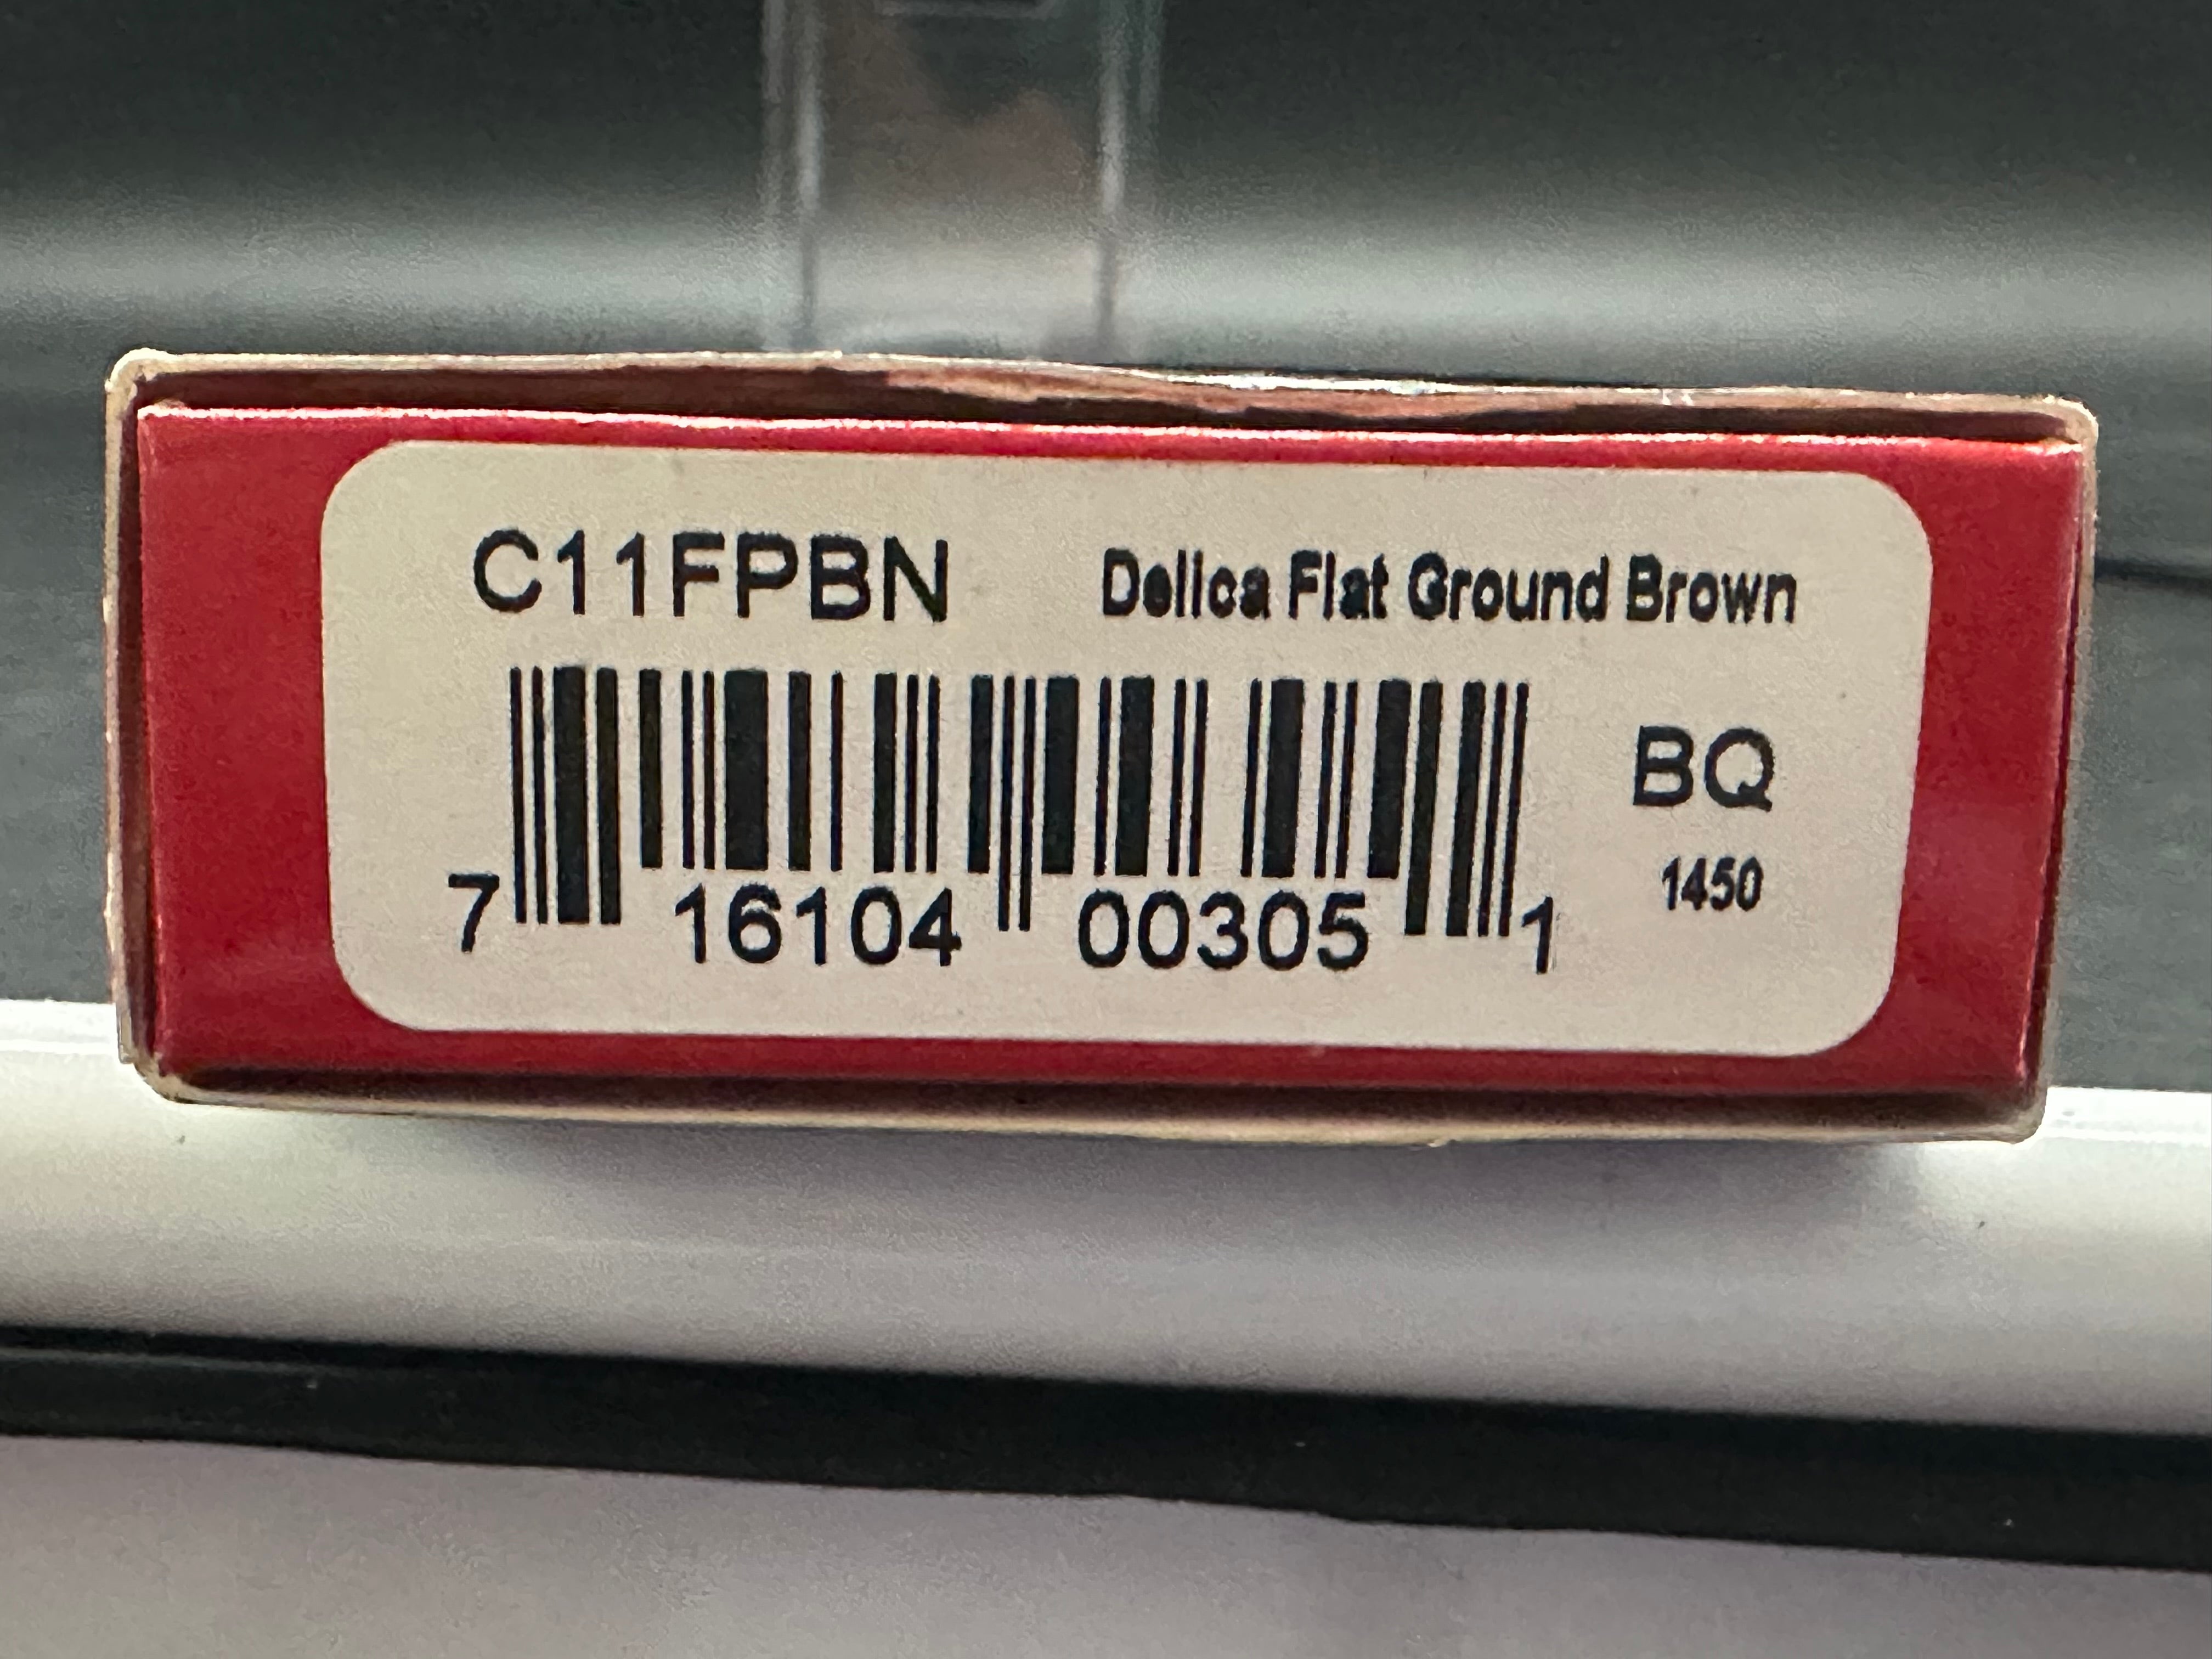 C11FPBN Delica Flat Ground Brown
BQ
1450
7 16104 00305 1